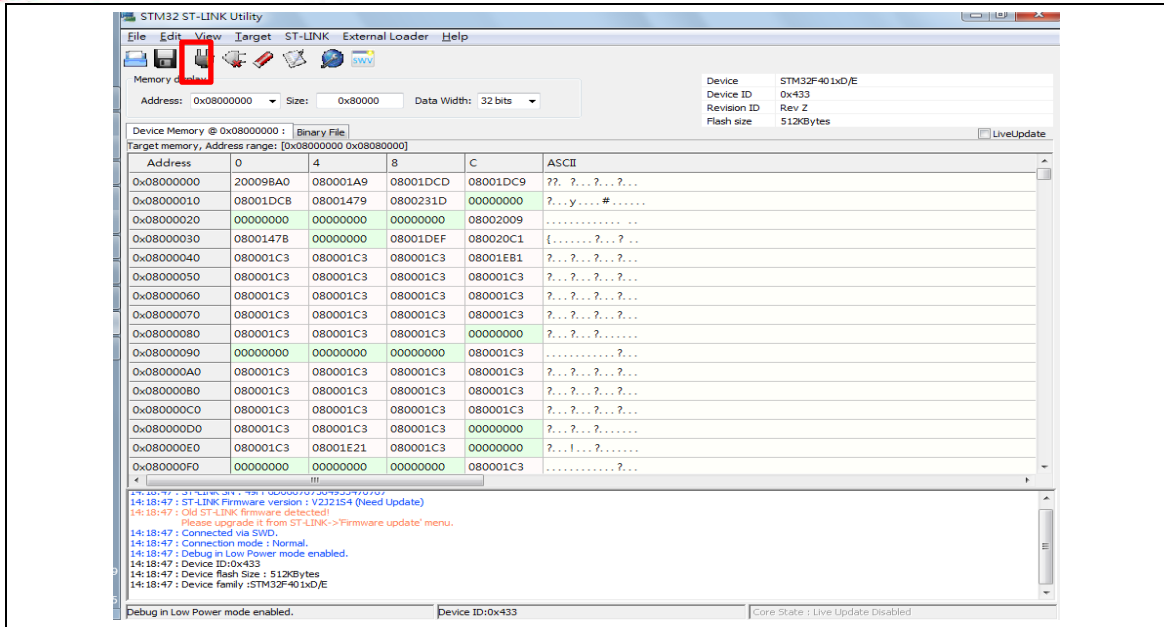 STM32 ST-LINK Utility
File Edit View Target ST-LINK External Loader Help
SWV
Memory display
Address: 0x08000000 Size: 0x80000 Data Width: 32 bits
Device STM32F401xD/E
Device ID 0x433
Revision ID Rev Z
Flash size 512KBytes
LiveUpdate
Device Memory @ 0x08000000 : Binary File
Target memory, Address range: [0x08000000 0x08080000]
Address 0 4 8 C ASCII
0x08000000 20009BA0 080001A9 08001DCD 08001DC9 ??. ?...?...?...
0x08000010 08001DCB 08001479 0800231D 00000000 ?...y....#......
0x08000020 00000000 00000000 00000000 08002009 ............. ..
0x08000030 0800147B 00000000 08001DEF 080020C1 {.......?...? ..
0x08000040 080001C3 080001C3 080001C3 08001EB1 ?...?...?...?...
0x08000050 080001C3 080001C3 080001C3 080001C3 ?...?...?...?...
0x08000060 080001C3 080001C3 080001C3 080001C3 ?...?...?...?...
0x08000070 080001C3 080001C3 080001C3 080001C3 ?...?...?...?...
0x08000080 080001C3 080001C3 080001C3 00000000 ?...?...?.......
0x08000090 00000000 00000000 00000000 080001C3 ............?...
0x080000A0 080001C3 080001C3 080001C3 080001C3 ?...?...?...?...
0x080000B0 080001C3 080001C3 080001C3 080001C3 ?...?...?...?...
0x080000C0 080001C3 080001C3 080001C3 080001C3 ?...?...?...?...
0x080000D0 080001C3 080001C3 080001C3 00000000 ?...?...?.......
0x080000E0 080001C3 08001E21 080001C3 00000000 ?...!...?.......
0x080000F0 00000000 00000000 00000000 080001C3 ............?...
14:18:47 : ST-LINK SN :
14:18:47 : ST-LINK Firmware version : V2J21S4 (Need Update)
14:18:47 : Old ST-LINK firmware detected!
Please upgrade it from ST-LINK->'Firmware update' menu.
14:18:47 : Connected via SWD.
14:18:47 : Connection mode : Normal.
14:18:47 : Debug in Low Power mode enabled.
14:18:47 : Device ID:0x433
14:18:47 : Device flash Size : 512KBytes
14:18:47 : Device family :STM32F401xD/E
Debug in Low Power mode enabled. Device ID:0x433 Core State : Live Update Disabled